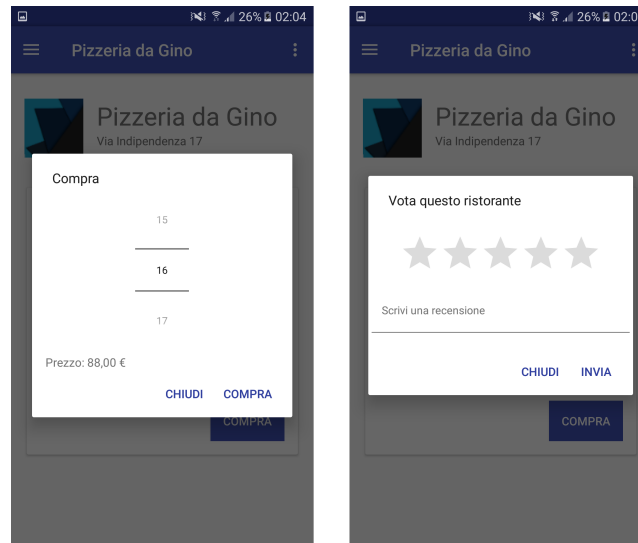 26% 02:04
Pizzeria da Gino
Pizzeria da Gino
Via Indipendenza 17
Compra
15
16
17
Prezzo: 88,00 €
CHIUDI COMPRA
COMPRA
26% 02:0
Pizzeria da Gino
Pizzeria da Gino
Via Indipendenza 17
Vota questo ristorante
Scrivi una recensione
CHIUDI INVIA
COMPRA